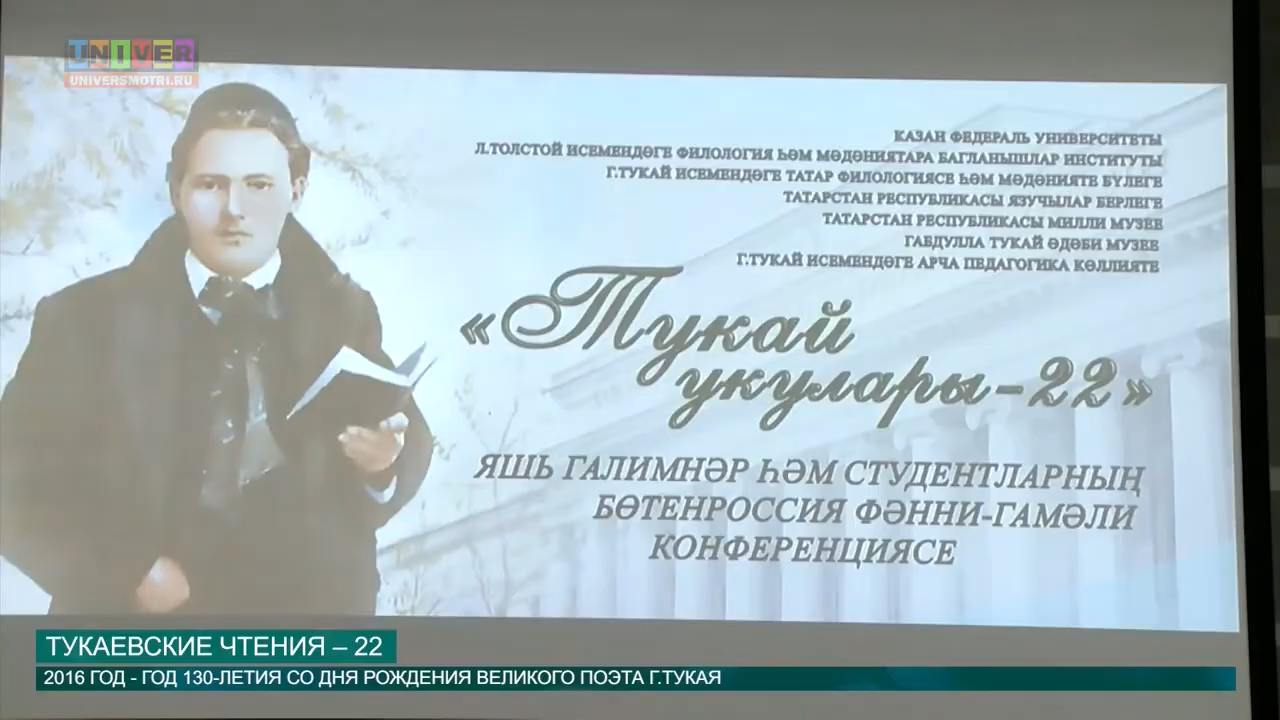 UNIVER
UNIVERSMOTRI.RU
КАЗАН ФЕДЕРАЛЬ УНИВЕРСИТЕТЫ
Л.ТОЛСТОЙ ИСЕМЕНДӘГЕ ФИЛОЛОГИЯ ҺӘМ МӘДӘНИЯТАРА БАГЛАНЫШЛАР ИНСТИТУТЫ
Г.ТУКАЙ ИСЕМЕНДӘГЕ ТАТАР ФИЛОЛОГИЯСЕ ҺӘМ МӘДӘНИЯТЕ БҮЛЕГЕ
ТАТАРСТАН РЕСПУБЛИКАСЫ ЯЗУЧЫЛАР БЕРЛЕГЕ
ТАТАРСТАН РЕСПУБЛИКАСЫ МИЛЛИ МУЗЕЕ
ГАБДУЛЛА ТУКАЙ ӘДӘБИ МУЗЕЕ
Г.ТУКАЙ ИСЕМЕНДӘГЕ АРЧА ПЕДАГОГИКА КӨЛЛИЯТЕ
«Тукай
укулары-22»
ЯШЬ ГАЛИМНӘР ҺӘМ СТУДЕНТЛАРНЫҢ
БӨТЕНРОССИЯ ФӘННИ-ГАМӘЛИ
КОНФЕРЕНЦИЯСЕ
ТУКАЕВСКИЕ ЧТЕНИЯ – 22
2016 ГОД - ГОД 130-ЛЕТИЯ СО ДНЯ РОЖДЕНИЯ ВЕЛИКОГО ПОЭТА Г.ТУКАЯ